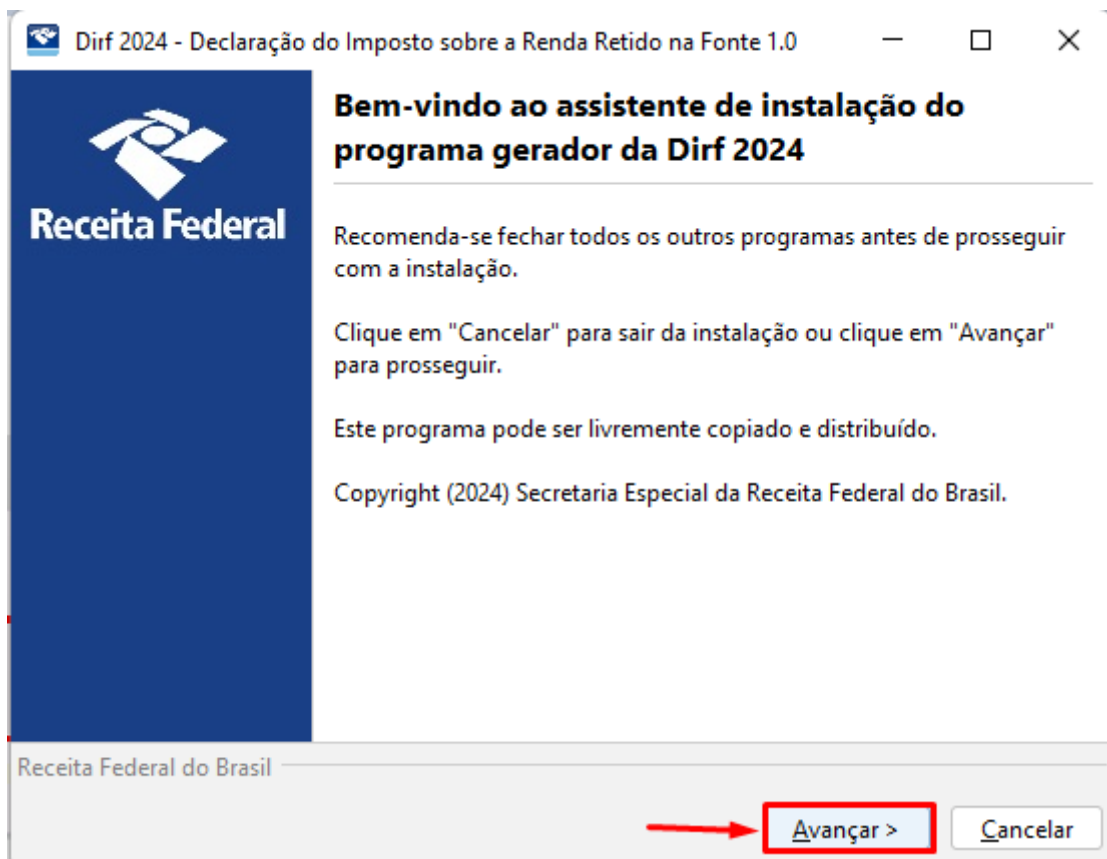 Dirf 2024 - Declaração do Imposto sobre a Renda Retido na Fonte 1.0
Receita Federal
Bem-vindo ao assistente de instalação do
programa gerador da Dirf 2024
Recomenda-se fechar todos os outros programas antes de prosseguir
com a instalação.
Clique em "Cancelar" para sair da instalação ou clique em "Avançar"
para prosseguir.
Este programa pode ser livremente copiado e distribuído.
Copyright (2024) Secretaria Especial da Receita Federal do Brasil.
Receita Federal do Brasil
Avançar >
Cancelar